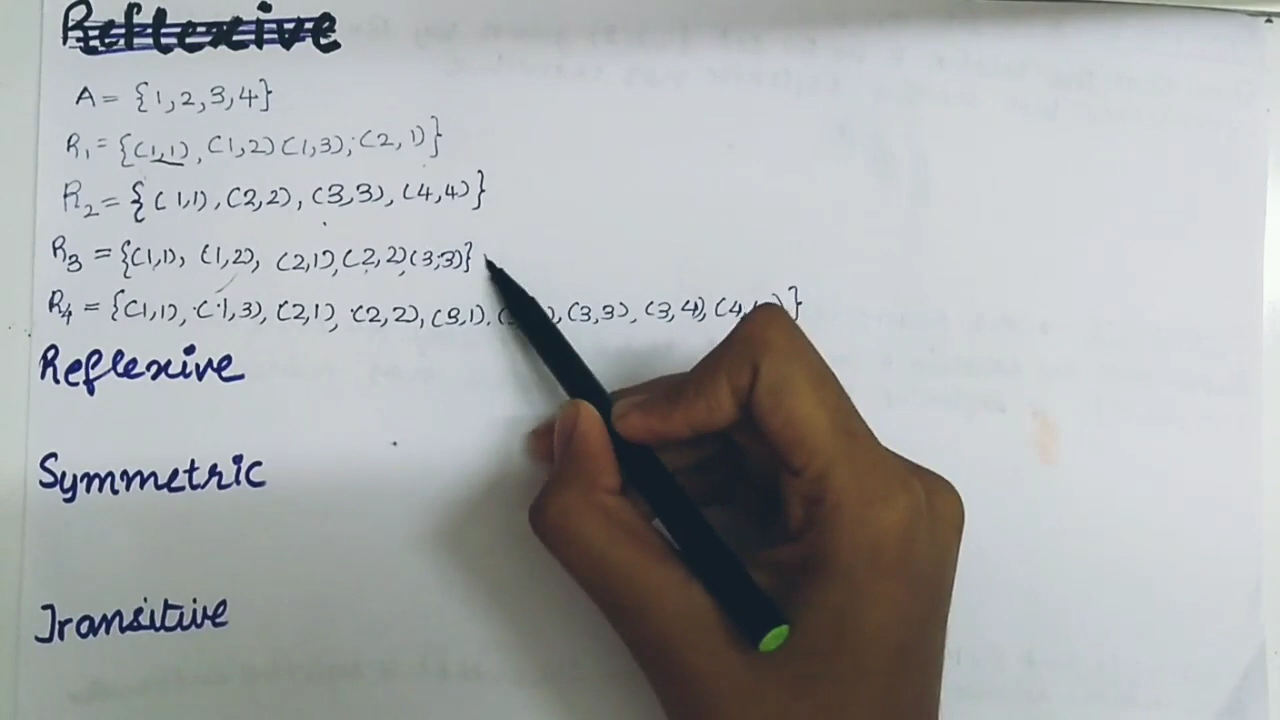 Reflexive
A = {1,2,3,4}
R₁ = {(1,1), (1,2) (1,3), (2,1)}
R₂ = {(1,1), (2,2), (3,3), (4,4)}
R₃ = {(1,1), (1,2), (2,1), (2,2) (3,3)}
R₄ = {(1,1), (1,3), (2,1), (2,2), (3,1), (3,3), (3,4), (4,
Reflexive
Symmetric
Transitive